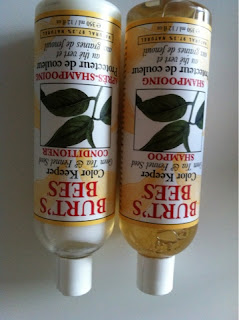 BURT'S
BEES
Color Keeper
Green Tea & Fennel Seed
SHAMPOO
SHAMPOOING
Protecteur de couleur
au thé vert et
aux graines de fenouil
BURT'S
BEES
Color Keeper
Green Tea & Fennel Seed
CONDITIONER
APRÈS-SHAMPOOING
Protecteur de couleur
au thé vert et
aux graines de fenouil